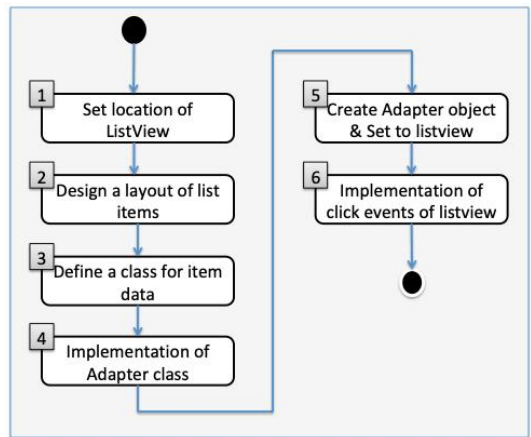 1
Set location of
ListView
2
Design a layout of list
items
3
Define a class for item
data
4
Implementation of
Adapter class
5
Create Adapter object
& Set to listview
6
Implementation of
click events of listview